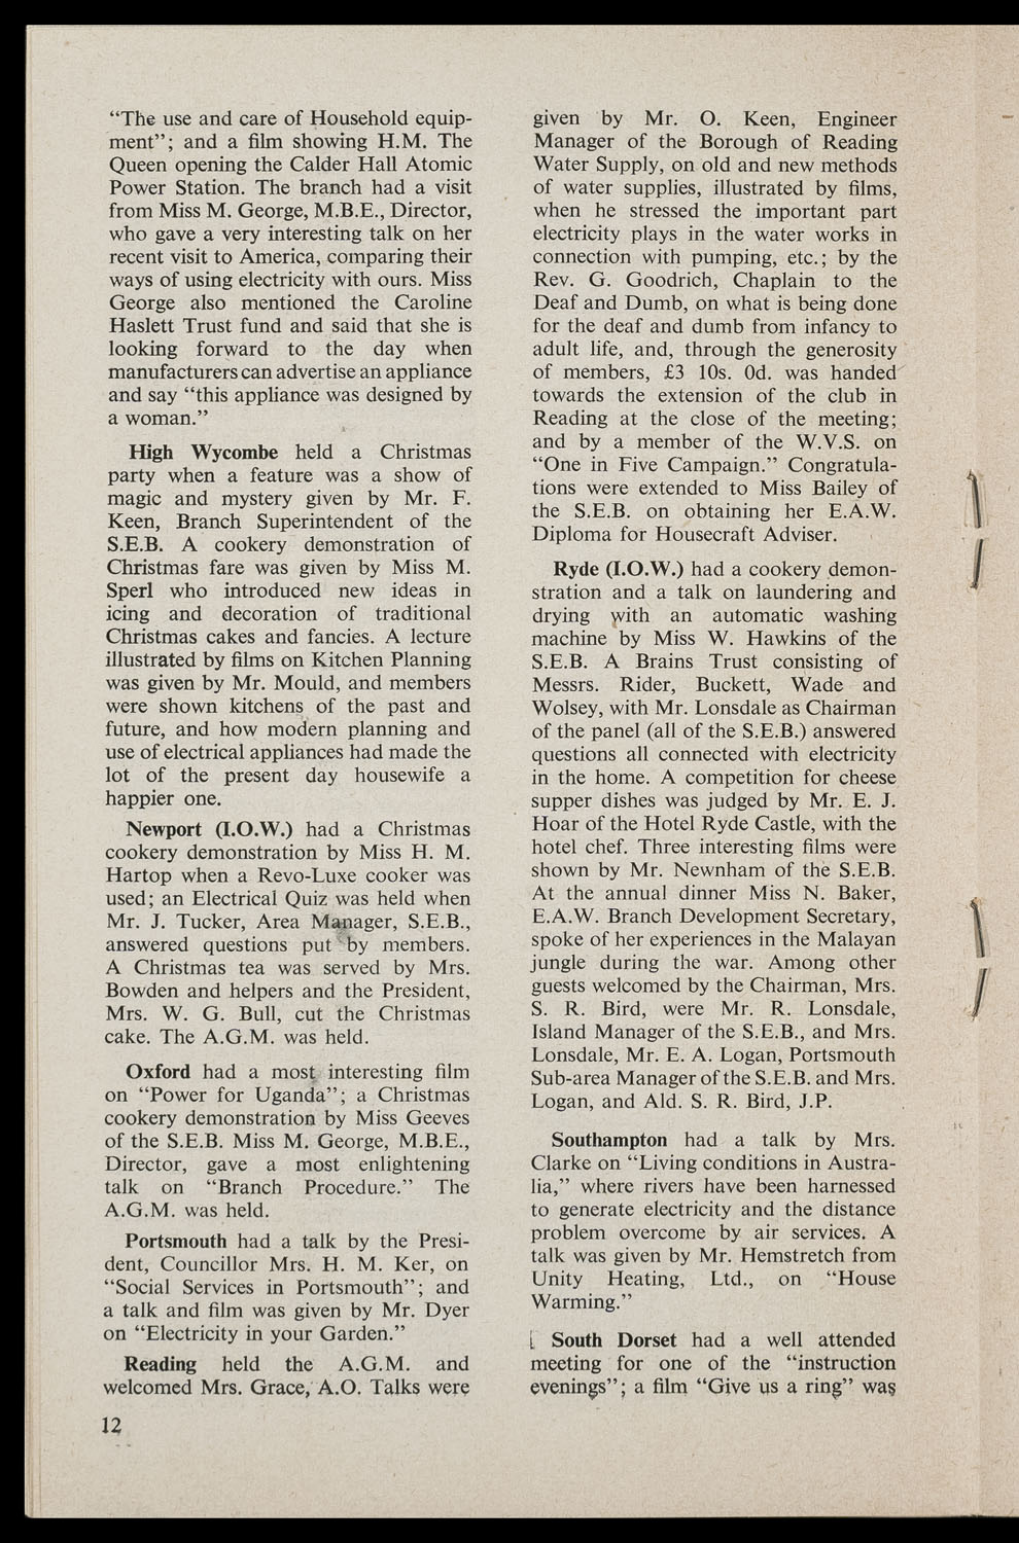 “The use and care of Household equip-
ment”; and a film showing H.M. The
Queen opening the Calder Hall Atomic
Power Station. The branch had a visit
from Miss M. George, M.B.E., Director,
who gave a very interesting talk on her
recent visit to America, comparing their
ways of using electricity with ours. Miss
George also mentioned the Caroline
Haslett Trust fund and said that she is
looking forward to the day when
manufacturers can advertise an appliance
and say “this appliance was designed by
a woman.”
High Wycombe held a Christmas
party when a feature was a show of
magic and mystery given by Mr. F.
Keen, Branch Superintendent of the
S.E.B. A cookery demonstration of
Christmas fare was given by Miss M.
Sperl who introduced new ideas in
icing and decoration of traditional
Christmas cakes and fancies. A lecture
illustrated by films on Kitchen Planning
was given by Mr. Mould, and members
were shown kitchens of the past and
future, and how modern planning and
use of electrical appliances had made the
lot of the present day housewife a
happier one.
Newport (I.O.W.) had a Christmas
cookery demonstration by Miss H. M.
Hartop when a Revo-Luxe cooker was
used; an Electrical Quiz was held when
Mr. J. Tucker, Area Manager, S.E.B.,
answered questions put by members.
A Christmas tea was served by Mrs.
Bowden and helpers and the President,
Mrs. W. G. Bull, cut the Christmas
cake. The A.G.M. was held.
Oxford had a most interesting film
on “Power for Uganda”; a Christmas
cookery demonstration by Miss Geeves
of the S.E.B. Miss M. George, M.B.E.,
Director, gave a most enlightening
talk on “Branch Procedure.” The
A.G.M. was held.
Portsmouth had a talk by the Presi-
dent, Councillor Mrs. H. M. Ker, on
“Social Services in Portsmouth”; and
a talk and film was given by Mr. Dyer
on “Electricity in your Garden.”
Reading held the A.G.M. and
welcomed Mrs. Grace, A.O. Talks were
12
given by Mr. O. Keen, Engineer
Manager of the Borough of Reading
Water Supply, on old and new methods
of water supplies, illustrated by films,
when he stressed the important part
electricity plays in the water works in
connection with pumping, etc.; by the
Rev. G. Goodrich, Chaplain to the
Deaf and Dumb, on what is being done
for the deaf and dumb from infancy to
adult life, and, through the generosity
of members, £3 10s. 0d. was handed
towards the extension of the club in
Reading at the close of the meeting;
and by a member of the W.V.S. on
“One in Five Campaign.” Congratula-
tions were extended to Miss Bailey of
the S.E.B. on obtaining her E.A.W.
Diploma for Housecraft Adviser.
Ryde (I.O.W.) had a cookery demon-
stration and a talk on laundering and
drying with an automatic washing
machine by Miss W. Hawkins of the
S.E.B. A Brains Trust consisting of
Messrs. Rider, Buckett, Wade and
Wolsey, with Mr. Lonsdale as Chairman
of the panel (all of the S.E.B.) answered
questions all connected with electricity
in the home. A competition for cheese
supper dishes was judged by Mr. E. J.
Hoar of the Hotel Ryde Castle, with the
hotel chef. Three interesting films were
shown by Mr. Newnham of the S.E.B.
At the annual dinner Miss N. Baker,
E.A.W. Branch Development Secretary,
spoke of her experiences in the Malayan
jungle during the war. Among other
guests welcomed by the Chairman, Mrs.
S. R. Bird, were Mr. R. Lonsdale,
Island Manager of the S.E.B., and Mrs.
Lonsdale, Mr. E. A. Logan, Portsmouth
Sub-area Manager of the S.E.B. and Mrs.
Logan, and Ald. S. R. Bird, J.P.
Southampton had a talk by Mrs.
Clarke on “Living conditions in Austra-
lia,” where rivers have been harnessed
to generate electricity and the distance
problem overcome by air services. A
talk was given by Mr. Hemstretch from
Unity Heating, Ltd., on “House
Warming.”
South Dorset had a well attended
meeting for one of the “instruction
evenings”; a film “Give us a ring” was